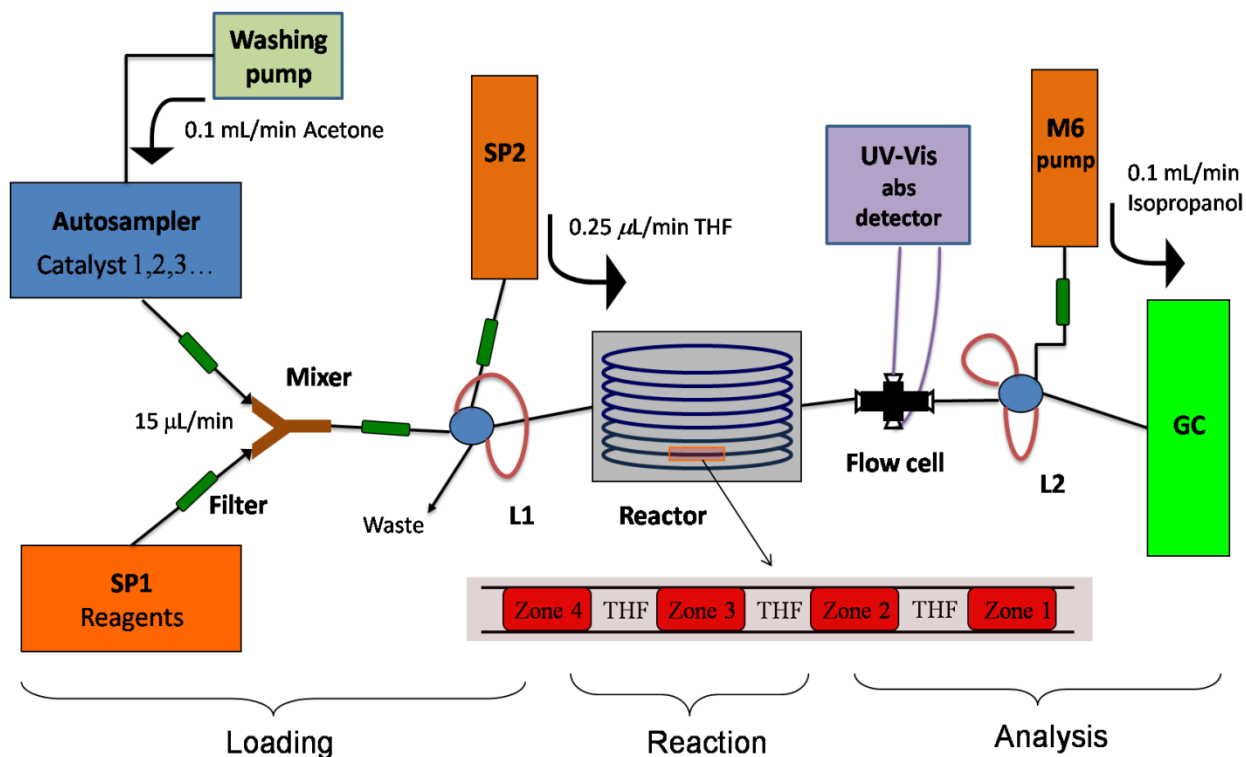 Washing
pump
0.1 mL/min Acetone
Autosampler
Catalyst 1,2,3…
SP2
0.25 μL/min THF
UV-Vis
abs
detector
M6
pump
0.1 mL/min
Isopropanol
Mixer
15 μL/min
Filter
Waste
L1
Reactor
Flow cell
L2
GC
SP1
Reagents
Zone 4 THF Zone 3 THF Zone 2 THF Zone 1
Loading
Reaction
Analysis